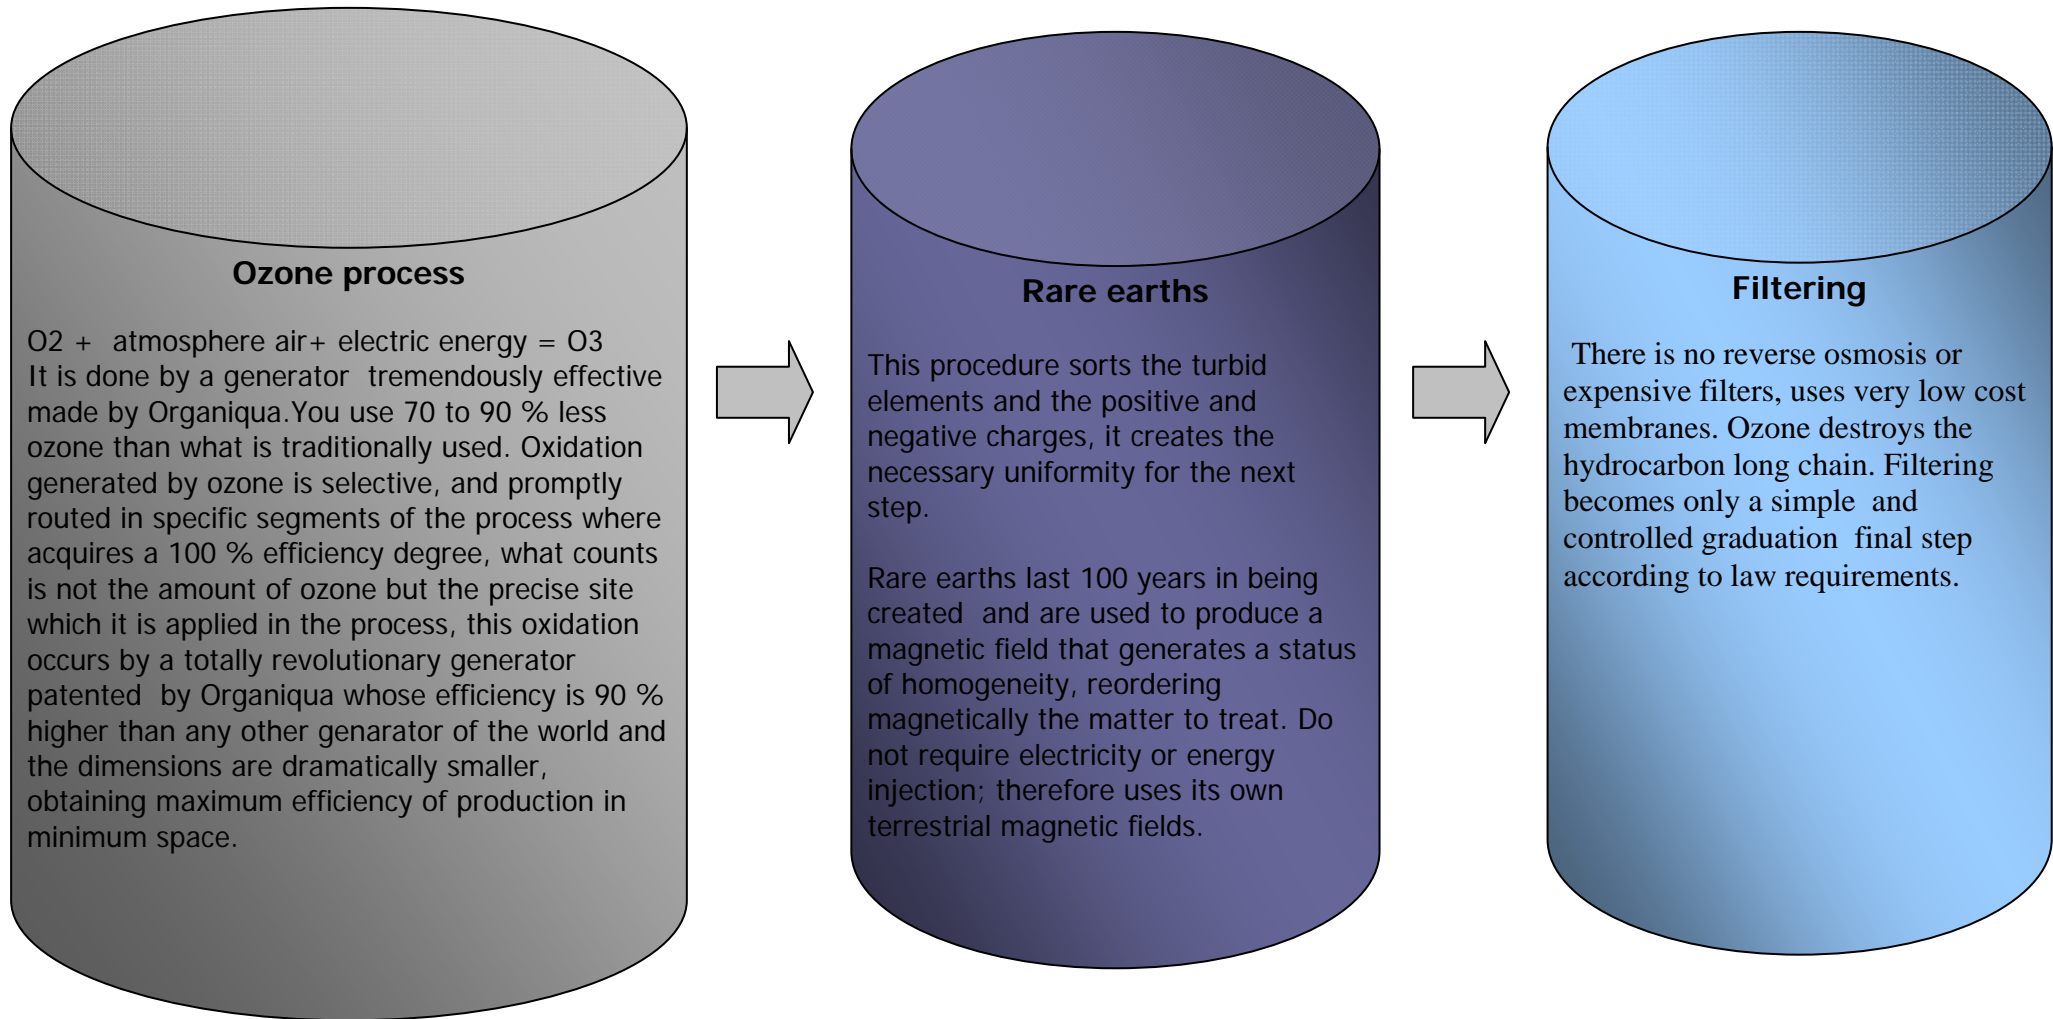 Ozone process
O2 +  atmosphere air+ electric energy = O3
It is done by a generator  tremendously effective
made by Organiqua.You use 70 to 90 % less
ozone than what is traditionally used. Oxidation
generated by ozone is selective, and promptly
routed in specific segments of the process where
acquires a 100 % efficiency degree, what counts
is not the amount of ozone but the precise site
which it is applied in the process, this oxidation
occurs by a totally revolutionary generator
patented  by Organiqua whose efficiency is 90 %
higher than any other genarator of the world and
the dimensions are dramatically smaller,
obtaining maximum efficiency of production in
minimum space.
Rare earths
This procedure sorts the turbid
elements and the positive and
negative charges, it creates the
necessary uniformity for the next
step.
Rare earths last 100 years in being
created  and are used to produce a
magnetic field that generates a status
of homogeneity, reordering
magnetically the matter to treat. Do
not require electricity or energy
injection; therefore uses its own
terrestrial magnetic fields.
Filtering
There is no reverse osmosis or
expensive filters, uses very low cost
membranes. Ozone destroys the
hydrocarbon long chain. Filtering
becomes only a simple  and
controlled graduation  final step
according to law requirements.